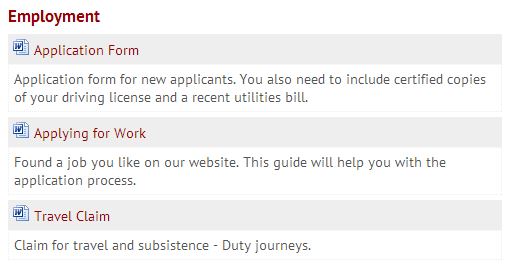 Employment
Application Form
Application form for new applicants. You also need to include certified copies
of your driving license and a recent utilities bill.
Applying for Work
Found a job you like on our website. This guide will help you with the
application process.
Travel Claim
Claim for travel and subsistence - Duty journeys.